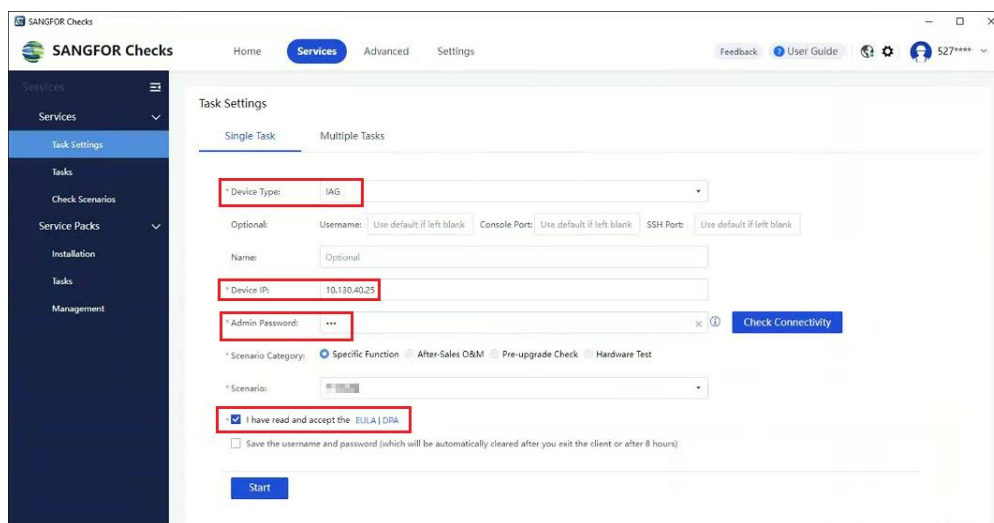 SANGFOR Checks
SANGFOR Checks Home Services Advanced Settings Feedback User Guide 527****
Services
Services
Task Settings
Tasks
Check Scenarios
Service Packs
Installation
Tasks
Management
Task Settings
Single Task Multiple Tasks
* Device Type: IAG
Optional: Username: Use default if left blank Console Port: Use default if left blank SSH Port: Use default if left blank
Name: Optional
* Device IP: 10.130.40.25
* Admin Password: ••• Check Connectivity
* Scenario Category: Specific Function After-Sales O&M Pre-upgrade Check Hardware Test
* Scenario:
* I have read and accept the EULA | DPA
Save the username and password (which will be automatically cleared after you exit the client or after 8 hours)
Start